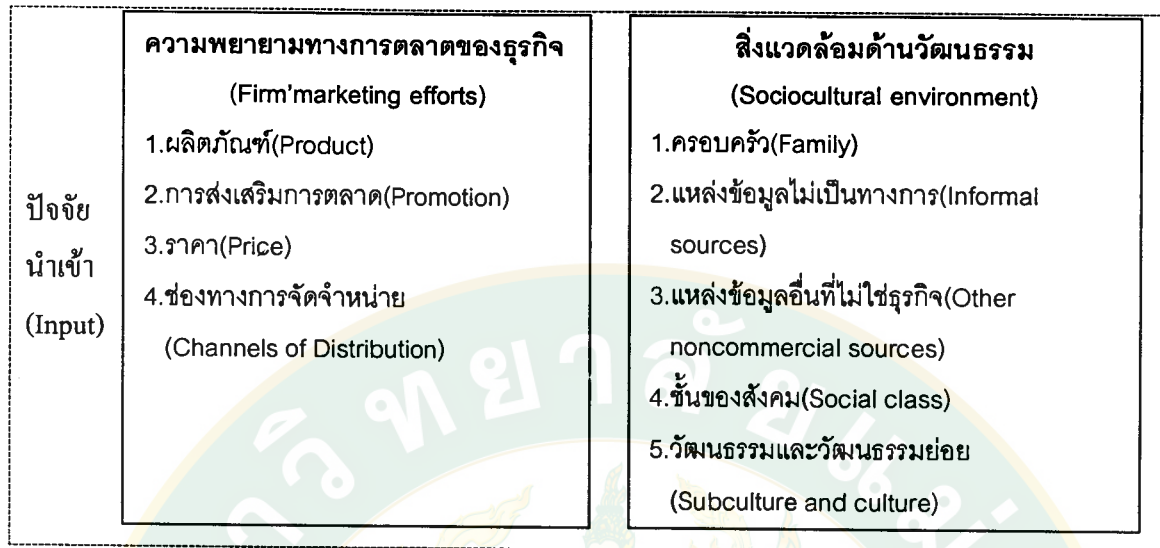 ปัจจัย
นำเข้า
(Input)
ความพยายามทางการตลาดของธุรกิจ
(Firm'marketing efforts)
1.ผลิตภัณฑ์(Product)
2.การส่งเสริมการตลาด(Promotion)
3.ราคา(Price)
4.ช่องทางการจัดจำหน่าย
(Channels of Distribution)
สิ่งแวดล้อมด้านวัฒนธรรม
(Sociocultural environment)
1.ครอบครัว(Family)
2.แหล่งข้อมูลไม่เป็นทางการ(Informal
sources)
3.แหล่งข้อมูลอื่นที่ไม่ใช่ธุรกิจ(Other
noncommercial sources)
4.ชั้นของสังคม(Social class)
5.วัฒนธรรมและวัฒนธรรมย่อย
(Subculture and culture)